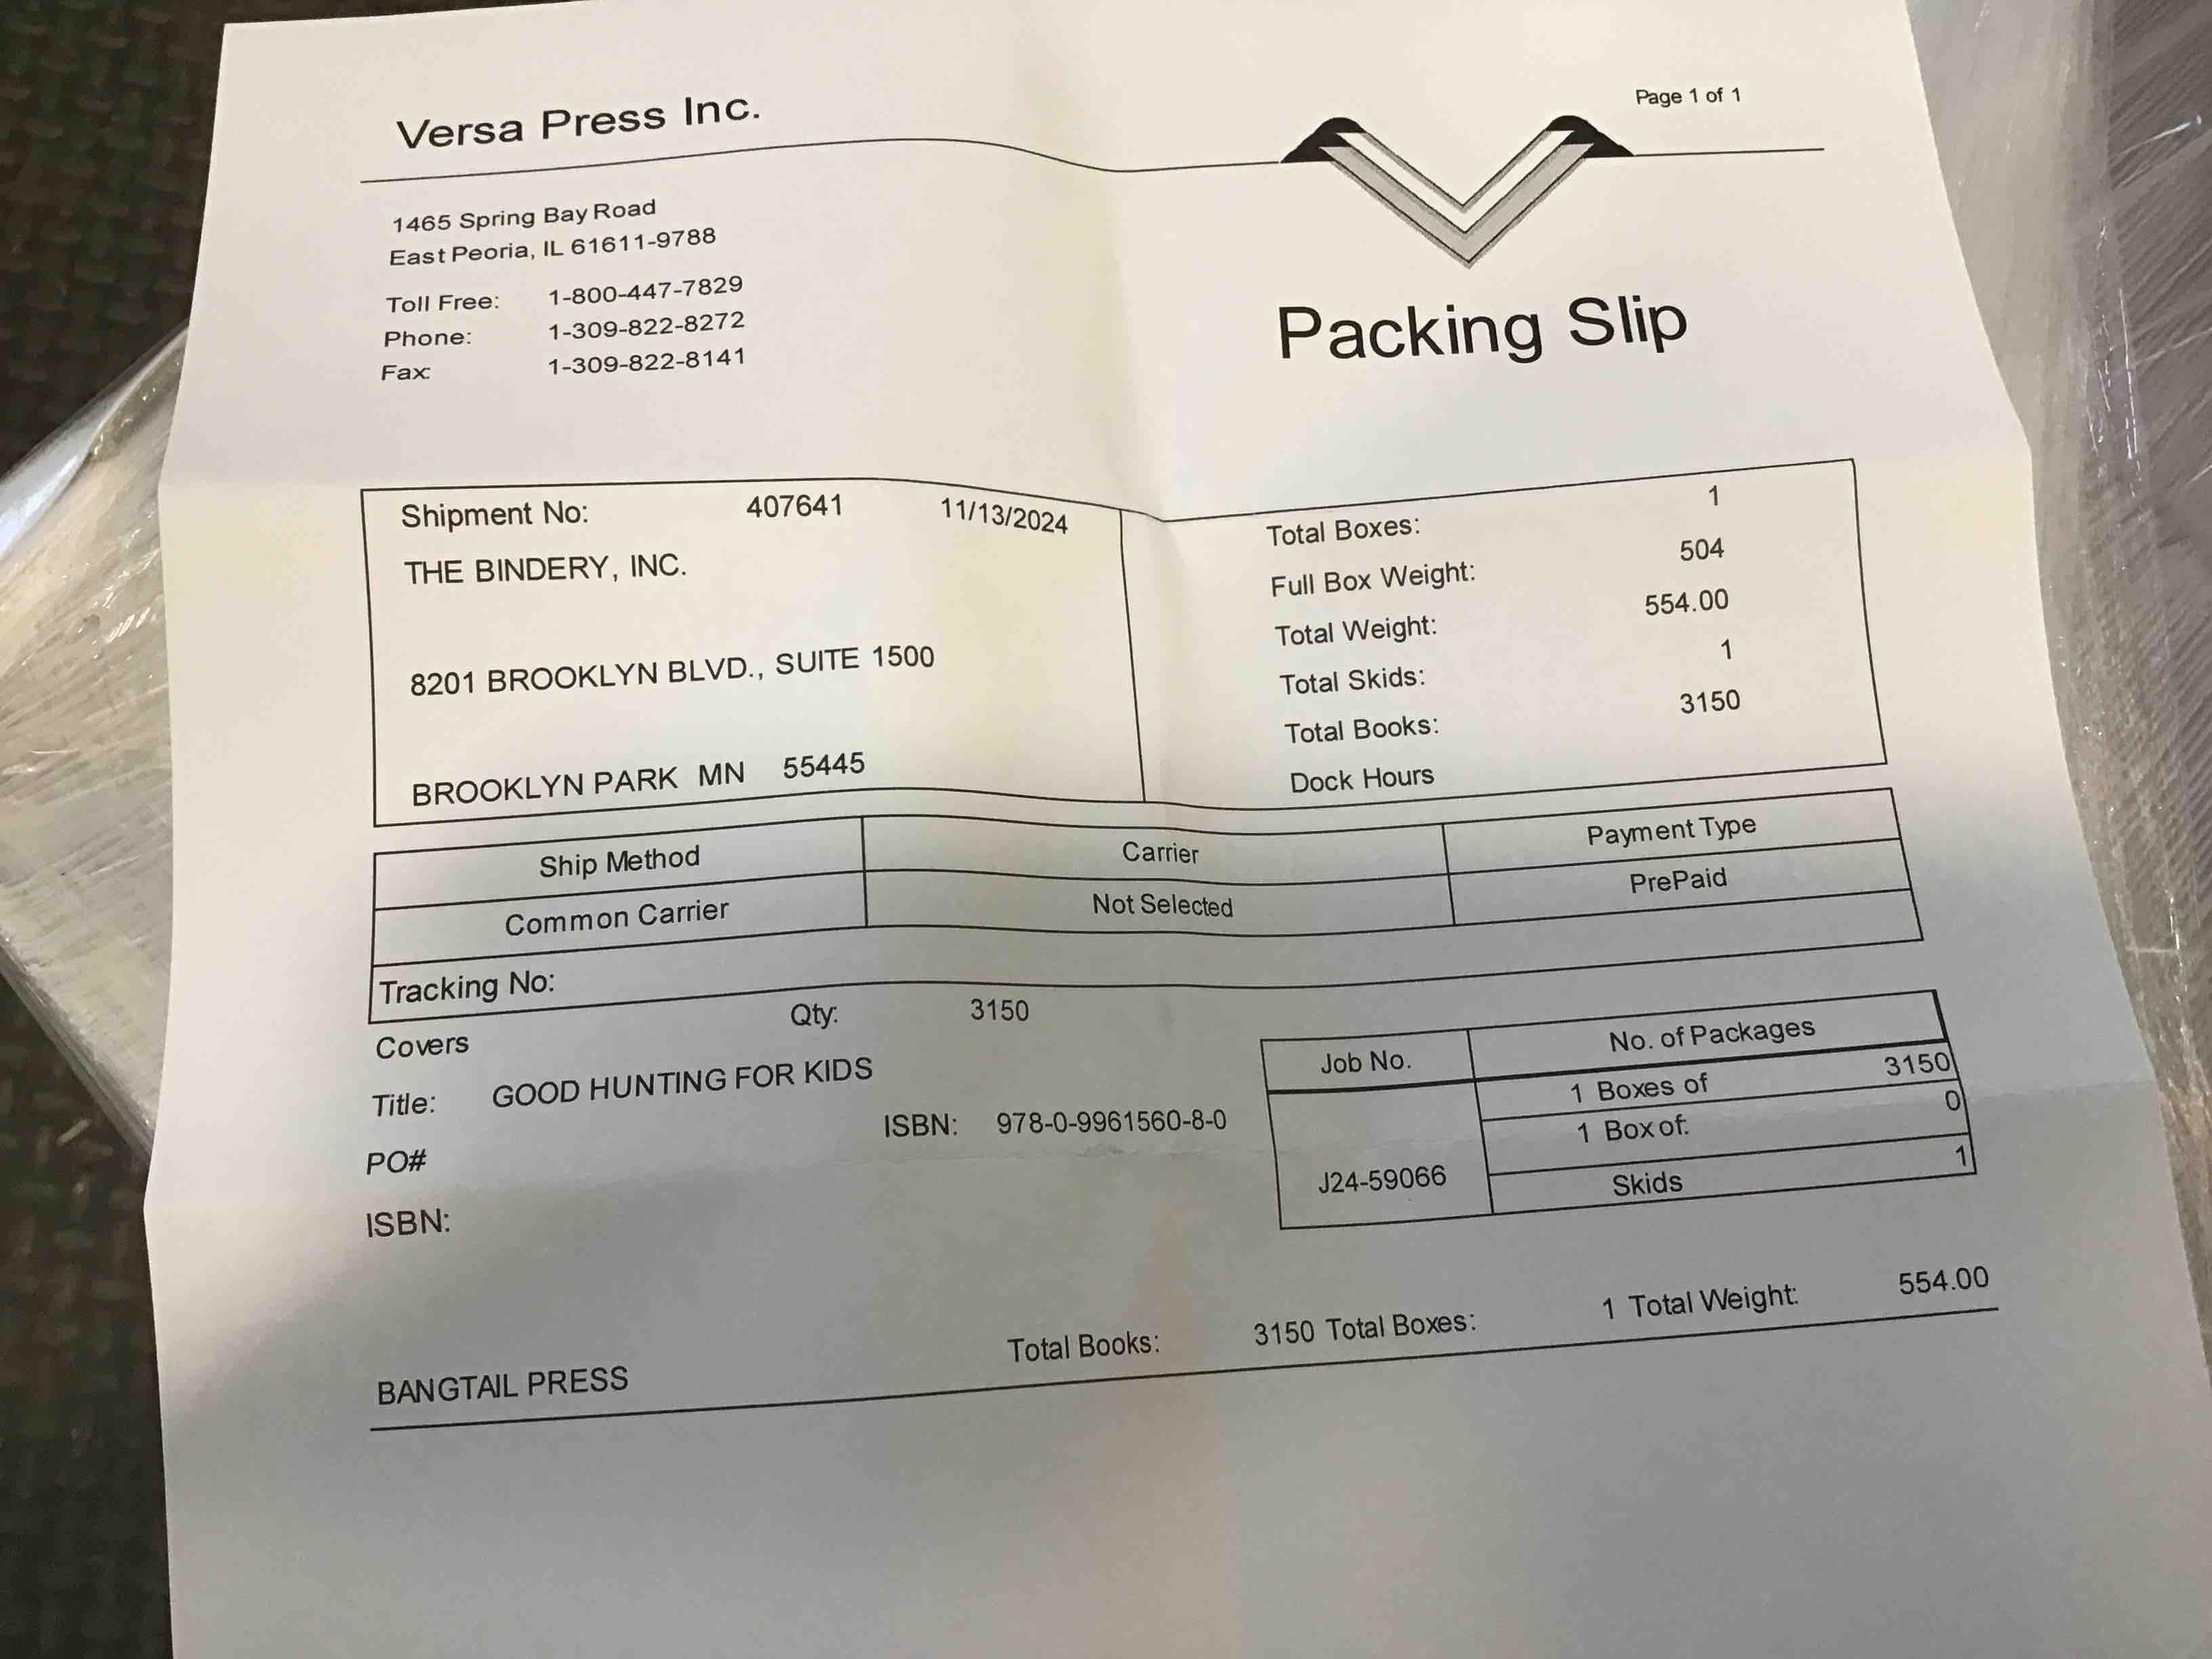 Page 1 of 1
Versa Press Inc.
1465 Spring Bay Road
East Peoria, IL 61611-9788
Toll Free: 1-800-447-7829
Phone: 1-309-822-8272
Fax: 1-309-822-8141
Packing Slip
Shipment No: 407641 11/13/2024
THE BINDERY, INC.
8201 BROOKLYN BLVD., SUITE 1500
BROOKLYN PARK MN 55445
Total Boxes: 1
Full Box Weight: 504
Total Weight: 554.00
Total Skids: 1
Total Books: 3150
Dock Hours
Ship Method Carrier Payment Type
Common Carrier Not Selected PrePaid
Tracking No:
Covers Qty: 3150
Title: GOOD HUNTING FOR KIDS
PO# ISBN: 978-0-9961560-8-0
ISBN:
Job No. No. of Packages
1 Boxes of 3150
1 Box of: 0
J24-59066 Skids 1
BANGTAIL PRESS Total Books: 3150 Total Boxes: 1 Total Weight: 554.00